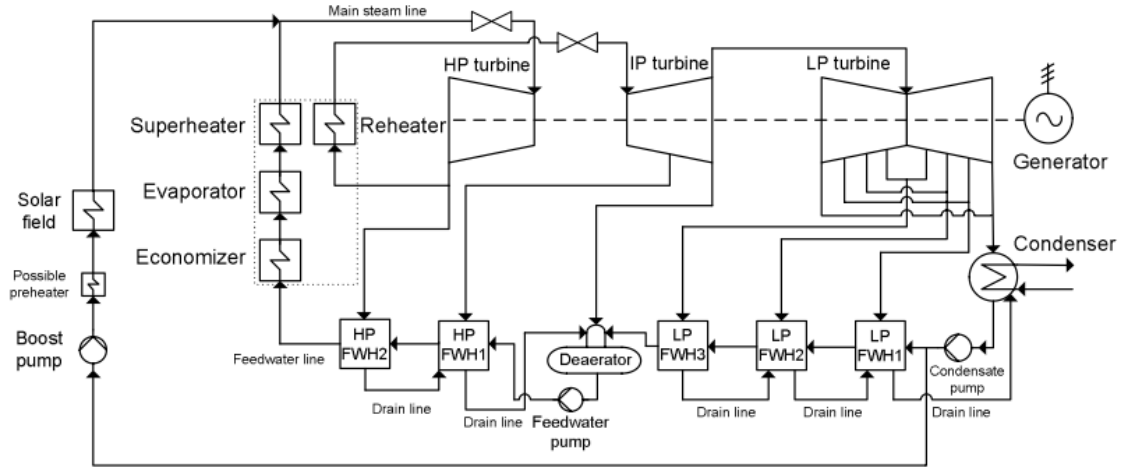 Main steam line
HP turbine
IP turbine
LP turbine
Superheater
Reheater
Generator
Evaporator
Solar
field
Economizer
Condenser
Possible
preheater
Boost
pump
Feedwater line
HP
FWH2
HP
FWH1
Deaerator
LP
FWH3
LP
FWH2
LP
FWH1
Condensate
pump
Drain line
Drain line
Feedwater
pump
Drain line
Drain line
Drain line